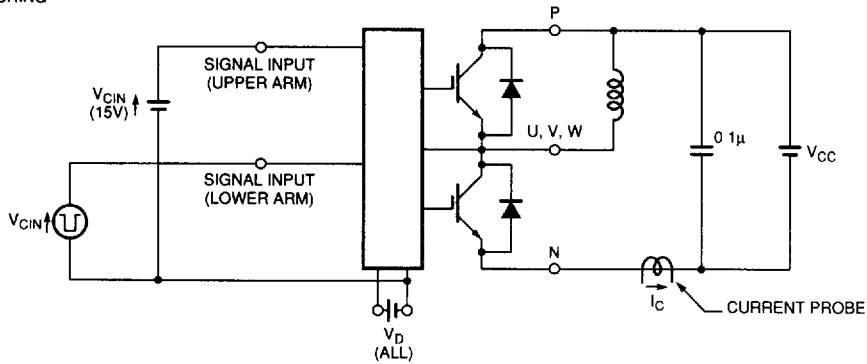 P
SIGNAL INPUT
(UPPER ARM)
VCIN
(15V)
U, V, W
0.1µ
VCC
SIGNAL INPUT
(LOWER ARM)
VCIN
N
IC
CURRENT PROBE
VD
(ALL)